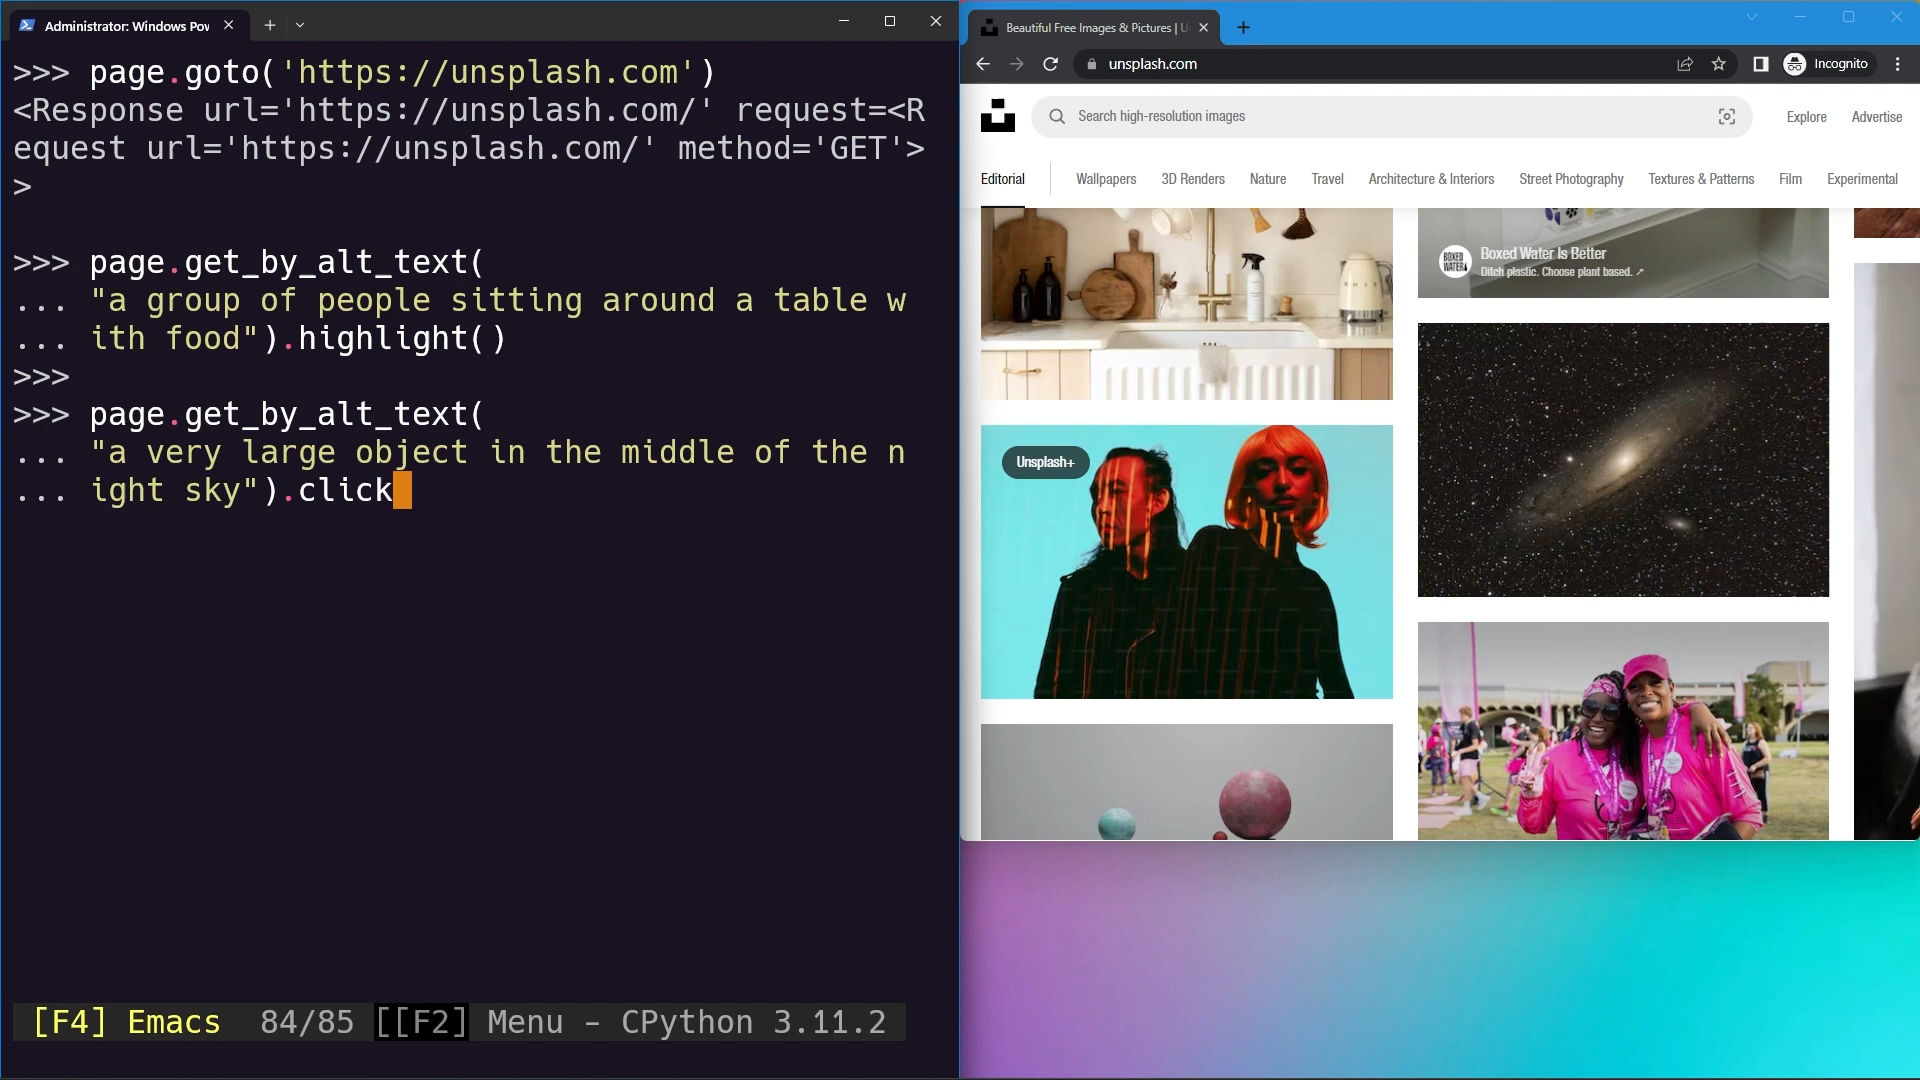 Administrator: Windows Pov
>>> page.goto('https://unsplash.com')
<Response url='https://unsplash.com/' request=<R
equest url='https://unsplash.com/' method='GET'>
>
>>> page.get_by_alt_text(
... "a group of people sitting around a table w
... ith food").highlight()
>>>
>>> page.get_by_alt_text(
... "a very large object in the middle of the n
... ight sky").click
[F4] Emacs 84/85 [[F2] Menu - CPython 3.11.2
Beautiful Free Images & Pictures | U
unsplash.com
Incognito
Search high-resolution images
Explore
Advertise
Editorial
Wallpapers
3D Renders
Nature
Travel
Architecture & Interiors
Street Photography
Textures & Patterns
Film
Experimental
BOXED WATER
Boxed Water Is Better
Ditch plastic. Choose plant based. ↗
Unsplash+